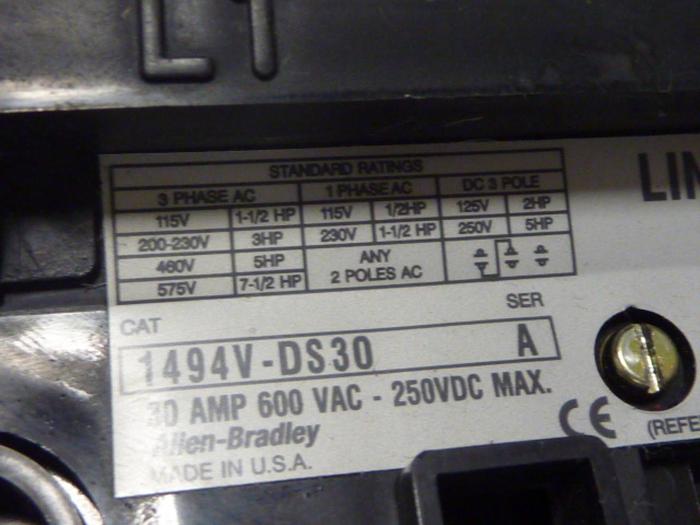 L1
STANDARD RATINGS
3 PHASE AC 1 PHASE AC DC 3 POLE
115V 1-1/2 HP 115V 1/2HP 125V 2HP
200-230V 3HP 230V 1-1/2 HP 250V 5HP
460V 5HP ANY
575V 7-1/2 HP 2 POLES AC
CAT SER
1494V-DS30 A
30 AMP 600 VAC - 250VDC MAX.
Allen-Bradley
MADE IN U.S.A.
CE
LIN
(REFE